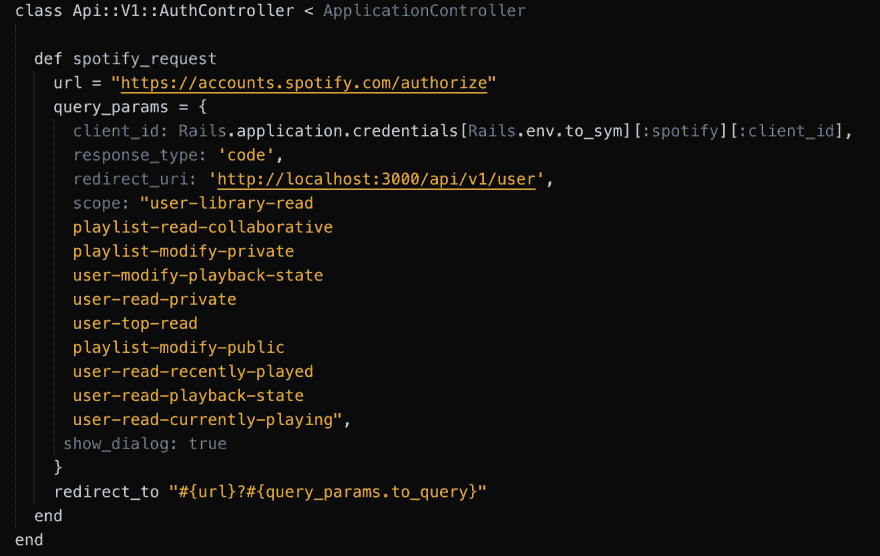 class Api::V1::AuthController < ApplicationController
def spotify_request
url = "https://accounts.spotify.com/authorize"
query_params = {
client_id: Rails.application.credentials[Rails.env.to_sym][:spotify][:client_id],
response_type: 'code',
redirect_uri: 'http://localhost:3000/api/v1/user',
scope: "user-library-read
playlist-read-collaborative
playlist-modify-private
user-modify-playback-state
user-read-private
user-top-read
playlist-modify-public
user-read-recently-played
user-read-playback-state
user-read-currently-playing",
show_dialog: true
}
redirect_to "#{url}?#{query_params.to_query}"
end
end